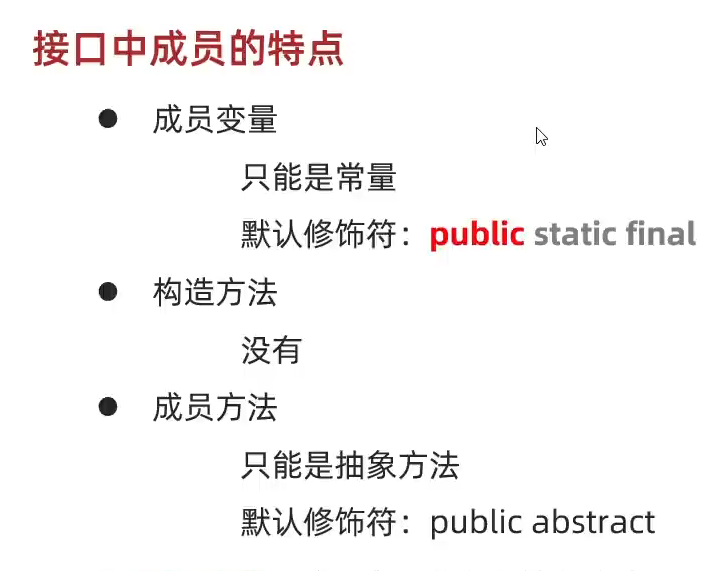 接口中成员的特点
● 成员变量
只能是常量
默认修饰符：public static final
● 构造方法
没有
● 成员方法
只能是抽象方法
默认修饰符：public abstract